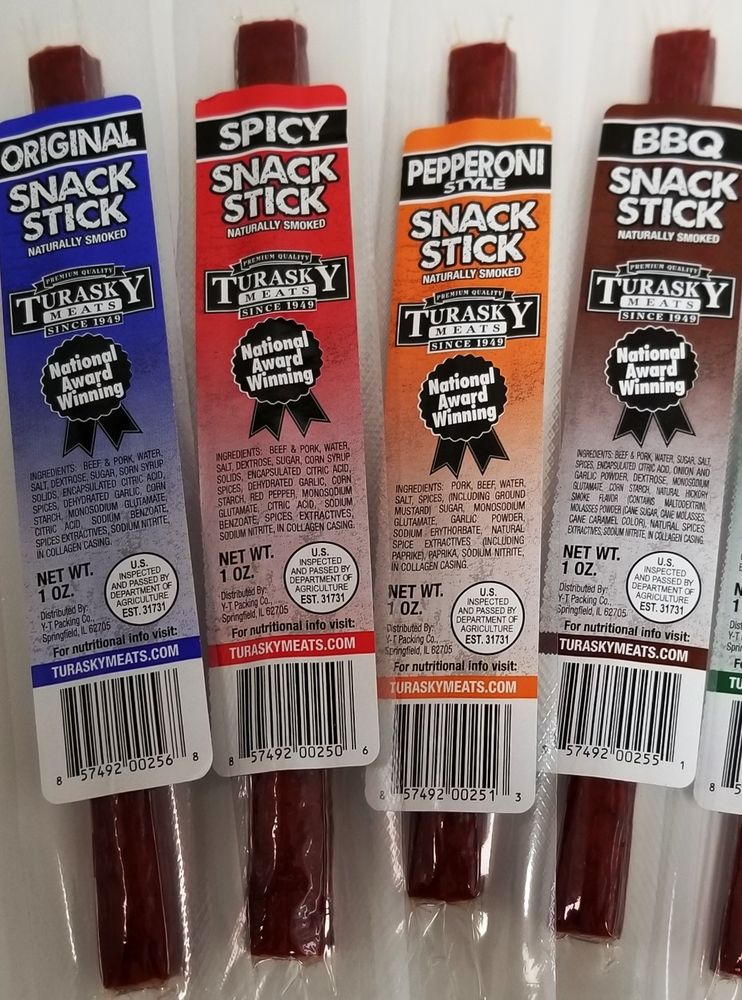 ORIGINAL
SNACK
STICK
NATURALLY SMOKED
PREMIUM QUALITY
TURASKY
MEATS
SINCE 1949
National
Award
Winning
INGREDIENTS: BEEF & PORK, WATER,
SALT, DEXTROSE, SUGAR, CORN SYRUP
SOLIDS, ENCAPSULATED CITRIC ACID,
SPICES, DEHYDRATED GARLIC, CORN
STARCH, MONOSODIUM GLUTAMATE,
CITRIC ACID, SODIUM BENZOATE,
SPICES EXTRACTIVES, SODIUM NITRITE,
IN COLLAGEN CASING.
NET WT.
1 OZ.
U.S.
INSPECTED
AND PASSED BY
DEPARTMENT OF
AGRICULTURE
EST. 31731
Distributed By:
Y-T Packing Co.,
Springfield, IL 62705
For nutritional info visit:
TURASKYMEATS.COM
8 57492 00256 8
SPICY
SNACK
STICK
NATURALLY SMOKED
PREMIUM QUALITY
TURASKY
MEATS
SINCE 1949
National
Award
Winning
INGREDIENTS: BEEF & PORK, WATER,
SALT, DEXTROSE, SUGAR, CORN SYRUP
SOLIDS, ENCAPSULATED CITRIC ACID,
SPICES, DEHYDRATED GARLIC, CORN
STARCH, RED PEPPER, MONOSODIUM
GLUTAMATE, CITRIC ACID, SODIUM
BENZOATE, SPICES EXTRACTIVES,
SODIUM NITRITE, IN COLLAGEN CASING.
NET WT.
1 OZ.
U.S.
INSPECTED
AND PASSED BY
DEPARTMENT OF
AGRICULTURE
EST. 31731
Distributed By:
Y-T Packing Co.,
Springfield, IL 62705
For nutritional info visit:
TURASKYMEATS.COM
8 57492 00250 6
PEPPERONI
STYLE
SNACK
STICK
NATURALLY SMOKED
PREMIUM QUALITY
TURASKY
MEATS
SINCE 1949
National
Award
Winning
INGREDIENTS: PORK, BEEF, WATER,
SALT, SPICES, (INCLUDING GROUND
MUSTARD) SUGAR, MONOSODIUM
GLUTAMATE, GARLIC POWDER,
SODIUM ERYTHORBATE, NATURAL
SPICE EXTRACTIVES (INCLUDING
PAPRIKA), PAPRIKA, SODIUM NITRITE,
IN COLLAGEN CASING.
NET WT.
1 OZ.
U.S.
INSPECTED
AND PASSED BY
DEPARTMENT OF
AGRICULTURE
EST. 31731
Distributed By:
Y-T Packing Co.,
Springfield, IL 62705
For nutritional info visit:
TURASKYMEATS.COM
8 57492 00251 3
BBQ
SNACK
STICK
NATURALLY SMOKED
PREMIUM QUALITY
TURASKY
MEATS
SINCE 1949
National
Award
Winning
INGREDIENTS: BEEF & PORK, WATER, SUGAR, SALT,
SPICES, ENCAPSULATED CITRIC ACID, ONION AND
GARLIC POWDER, DEXTROSE, MONOSODIUM
GLUTAMATE, CORN STARCH, NATURAL HICKORY
SMOKE FLAVOR (CONTAINS MALTODEXTRIN),
MOLASSES POWDER (CANE SUGAR, CANE MOLASSES,
CANE CARAMEL COLOR), NATURAL SPICES
EXTRACTIVES, SODIUM NITRITE, IN COLLAGEN CASING.
NET WT.
1 OZ.
U.S.
INSPECTED
AND PASSED BY
DEPARTMENT OF
AGRICULTURE
EST. 31731
Distributed By:
Y-T Packing Co.,
Springfield, IL 62705
For nutritional info visit:
TURASKYMEATS.COM
57492 00255 1